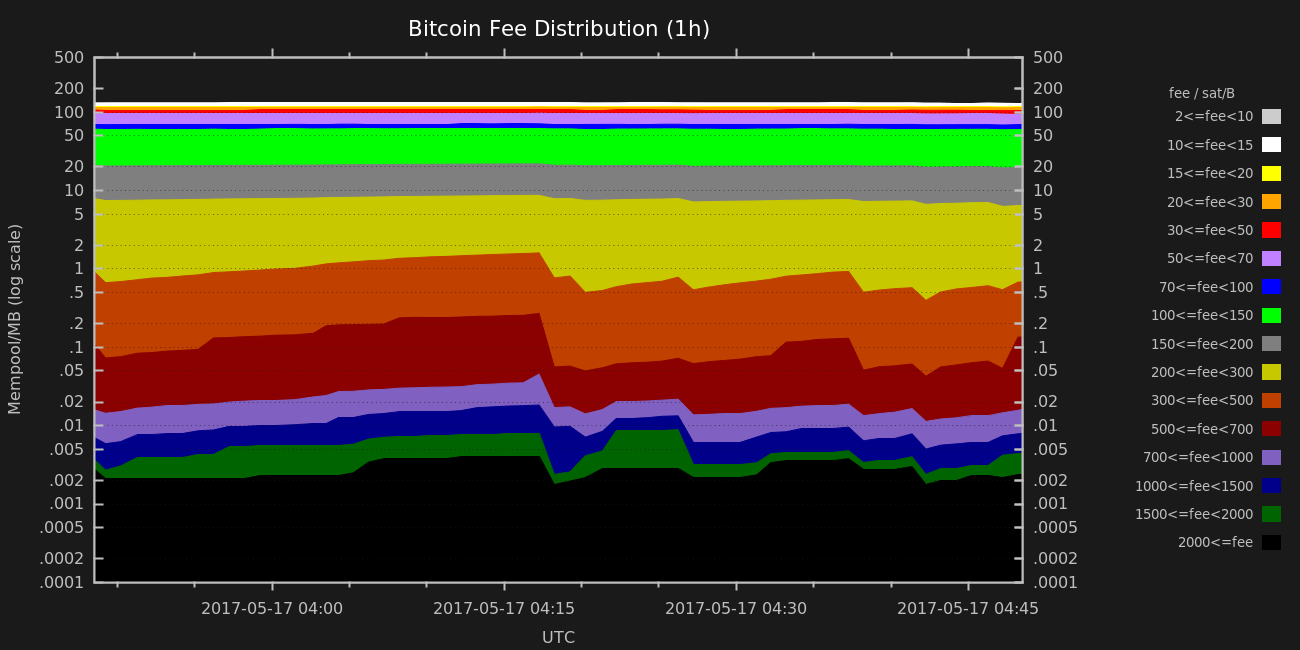 Bitcoin Fee Distribution (1h)
Mempool/MB (log scale)
500
200
100
50
20
10
5
2
1
.5
.2
.1
.05
.02
.01
.005
.002
.001
.0005
.0002
.0001
500
200
100
50
20
10
5
2
1
.5
.2
.1
.05
.02
.01
.005
.002
.001
.0005
.0002
.0001
2017-05-17 04:00
2017-05-17 04:15
2017-05-17 04:30
2017-05-17 04:45
UTC
fee / sat/B
2<=fee<10
10<=fee<15
15<=fee<20
20<=fee<30
30<=fee<50
50<=fee<70
70<=fee<100
100<=fee<150
150<=fee<200
200<=fee<300
300<=fee<500
500<=fee<700
700<=fee<1000
1000<=fee<1500
1500<=fee<2000
2000<=fee